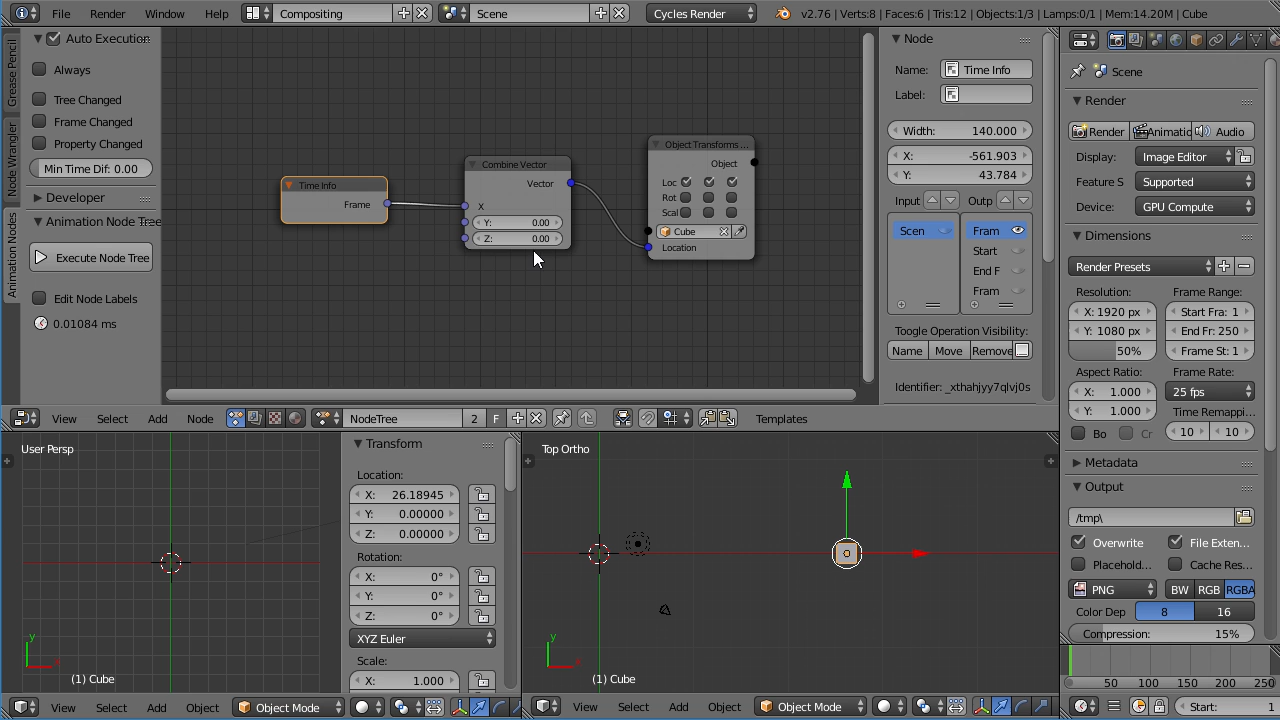 File Render Window Help Compositing Scene Cycles Render v2.76 | Verts:8 | Faces:6 | Tris:12 | Objects:1/3 | Lamps:0/1 | Mem:14.20M | Cube
Grease Pencil
Node Wrangler
Animation Nodes
Auto Execution
Always
Tree Changed
Frame Changed
Property Changed
Min Time Dif: 0.00
Developer
Animation Node Tree
Execute Node Tree
Edit Node Labels
0.01084 ms
Time Info
Frame
Combine Vector
Vector
X
Y: 0.00
Z: 0.00
Object Transforms ...
Object
Loc
Rot
Scal
Cube
Location
Node
Name: Time Info
Label:
Width: 140.000
X: -561.903
Y: 43.784
Input Outp
Scen Fram
Start
End F
Fram
Toggle Operation Visibility:
Name Move Remove
Identifier: _xthahjyy7qlvj0s
View Select Add Node NodeTree 2 F Templates
User Persp
y
x
(1) Cube
Transform
Location:
X: 26.18945
Y: 0.00000
Z: 0.00000
Rotation:
X: 0°
Y: 0°
Z: 0°
XYZ Euler
Scale:
X: 1.000
View Select Add Object Object Mode
Top Ortho
y
x
(1) Cube
View Select Add Object Object Mode
Scene
Render
Render Animatic Audio
Display: Image Editor
Feature S Supported
Device: GPU Compute
Dimensions
Render Presets
Resolution: Frame Range:
X: 1920 px Start Fra: 1
Y: 1080 px End Fr: 250
50% Frame St: 1
Aspect Ratio: Frame Rate:
X: 1.000 25 fps
Y: 1.000 Time Remappi...
Bo Cr 10 10
Metadata
Output
/tmp\
Overwrite File Exten...
Placehold... Cache Res...
PNG BW RGB RGBA
Color Dep 8 16
Compression: 15%
50 100 150 200 250
Start: 1